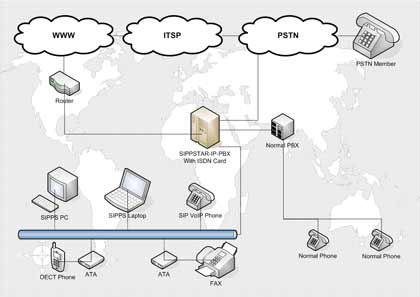 WWW
ITSP
PSTN
PSTN Member
Router
SIPPSTAR-IP-PBX
With ISDN Card
Normal PBX
SIPPS PC
SIPPS Laptop
SIP VoIP Phone
DECT Phone
ATA
ATA
FAX
Normal Phone
Normal Phone